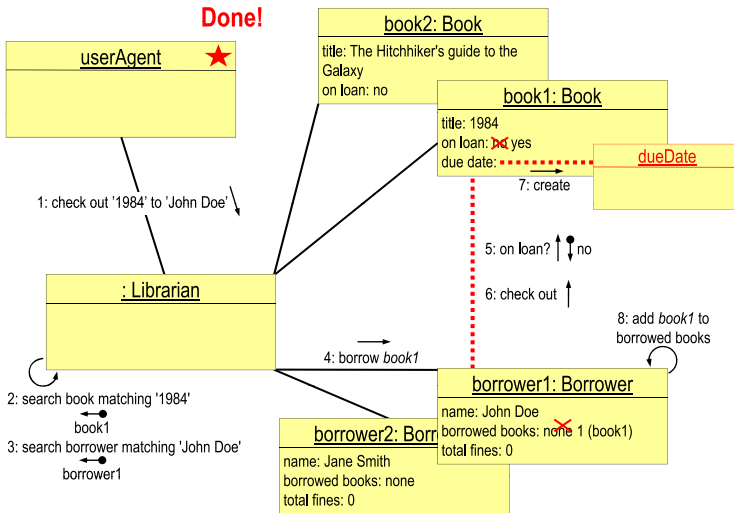 Done!
userAgent
book2: Book
title: The Hitchhiker's guide to the
Galaxy
on loan: no
book1: Book
title: 1984
on loan: no yes
due date:
dueDate
7: create
1: check out '1984' to 'John Doe'
5: on loan? no
6: check out
: Librarian
8: add book1 to
borrowed books
4: borrow book1
2: search book matching '1984'
book1
3: search borrower matching 'John Doe'
borrower1
borrower1: Borrower
name: John Doe
borrowed books: none 1 (book1)
total fines: 0
borrower2: Borr
name: Jane Smith
borrowed books: none
total fines: 0